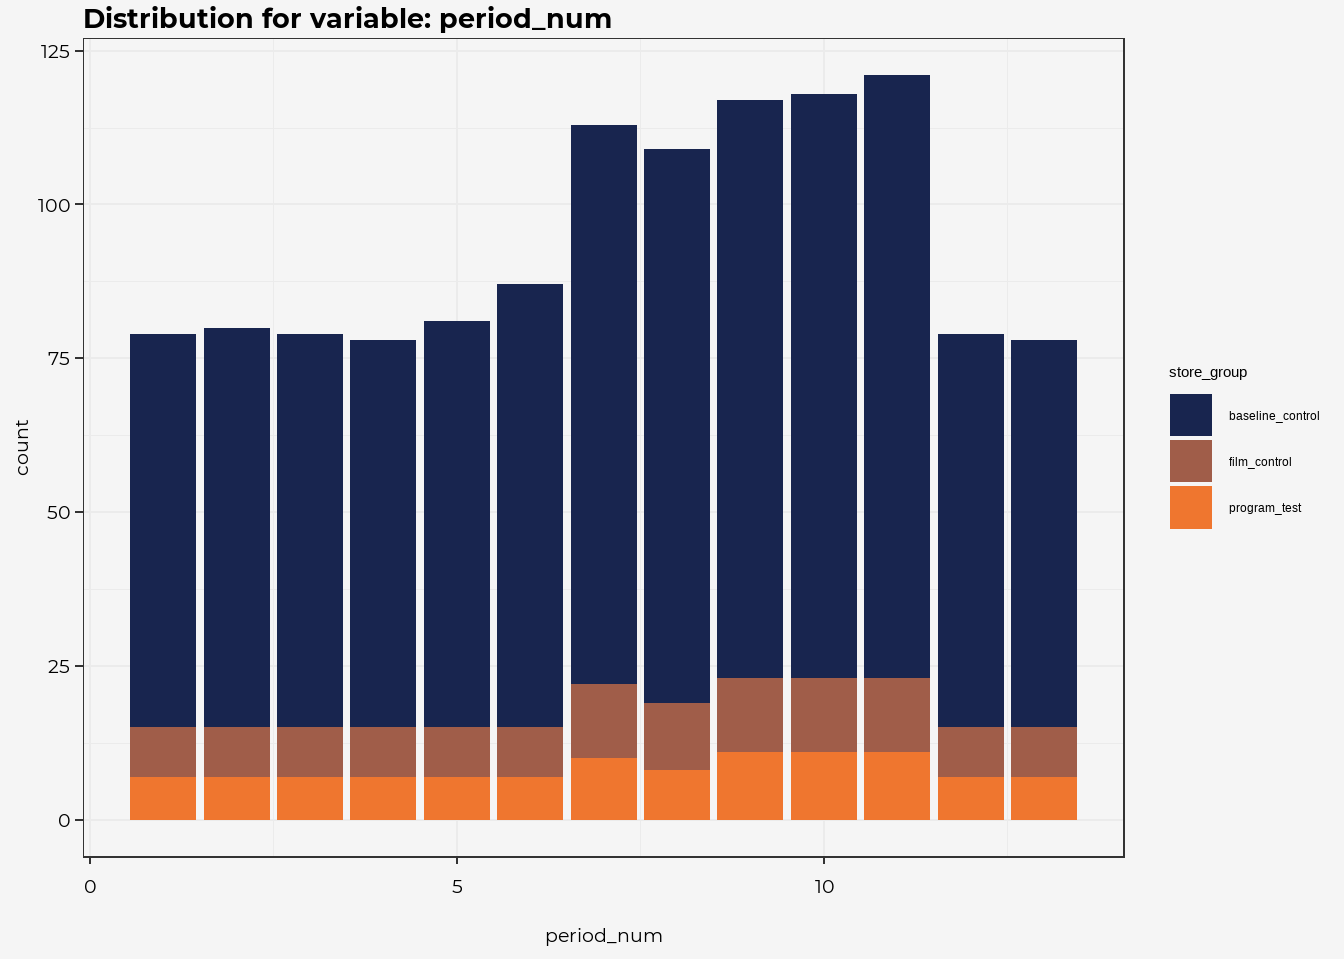 Distribution for variable: period_num
125
100
75
50
25
0
count
0 5 10
period_num
store_group
baseline_control
film_control
program_test